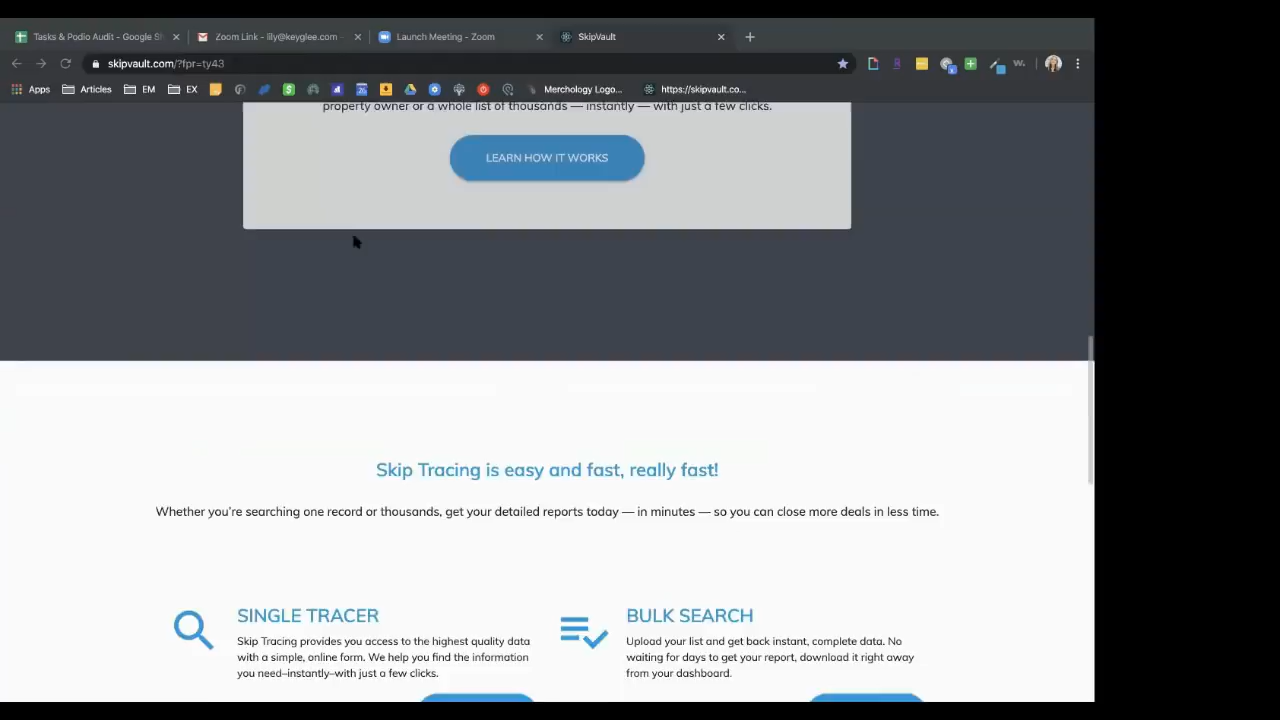 Tasks & Podio Audit - Google Sh
Zoom Link - lily@keyglee.com -
Launch Meeting - Zoom
SkipVault
skipvault.com/?fpr=ty43
Apps
Articles
EM
EX
Merchology Logo...
https://skipvault.co...
property owner or a whole list of thousands — instantly — with just a few clicks.
LEARN HOW IT WORKS
Skip Tracing is easy and fast, really fast!
Whether you're searching one record or thousands, get your detailed reports today — in minutes — so you can close more deals in less time.
SINGLE TRACER
Skip Tracing provides you access to the highest quality data
with a simple, online form. We help you find the information
you need–instantly–with just a few clicks.
BULK SEARCH
Upload your list and get back instant, complete data. No
waiting for days to get your report, download it right away
from your dashboard.